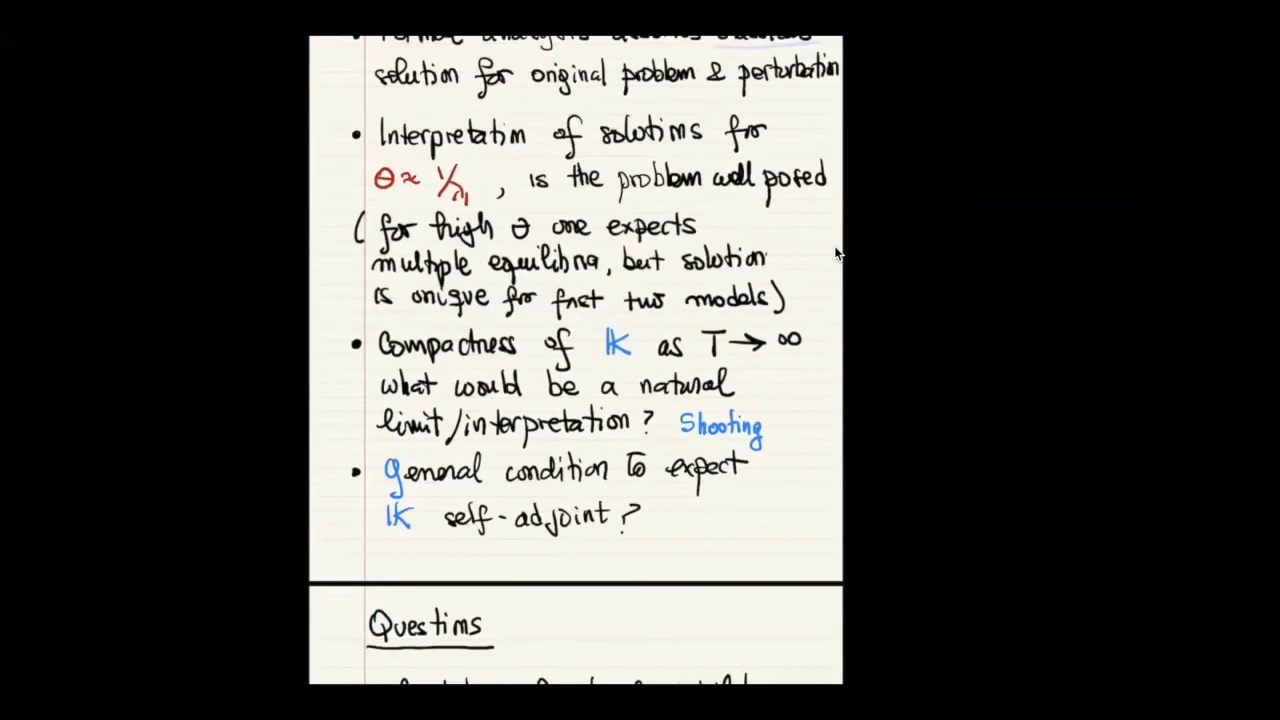 solution for original problem & perturbation
• Interpretation of solutions for
θ ≈ 1/λ₁, is the problem well posed
( for high θ one expects
multiple equilibria, but solution
is unique for first two models)
• Compactness of K as T → ∞
what would be a natural
limit/interpretation? Shooting
• general condition to expect
K self-adjoint?
Questions